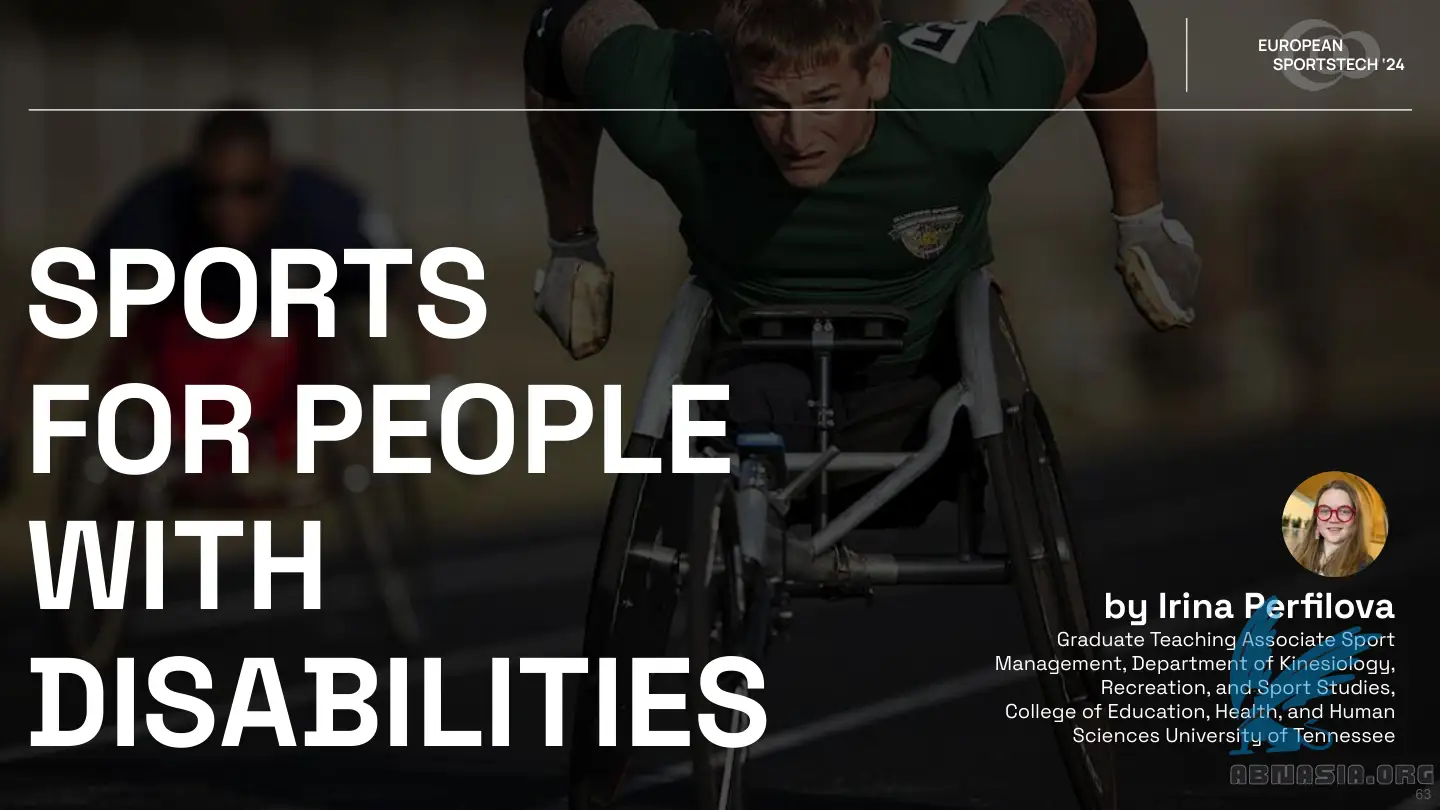 EUROPEAN
SPORTSTECH '24
SPORTS
FOR PEOPLE
WITH
DISABILITIES
by Irina Perfilova
Graduate Teaching Associate Sport
Management, Department of Kinesiology,
Recreation, and Sport Studies,
College of Education, Health, and Human
Sciences University of Tennessee
ABNASIA.ORG
63